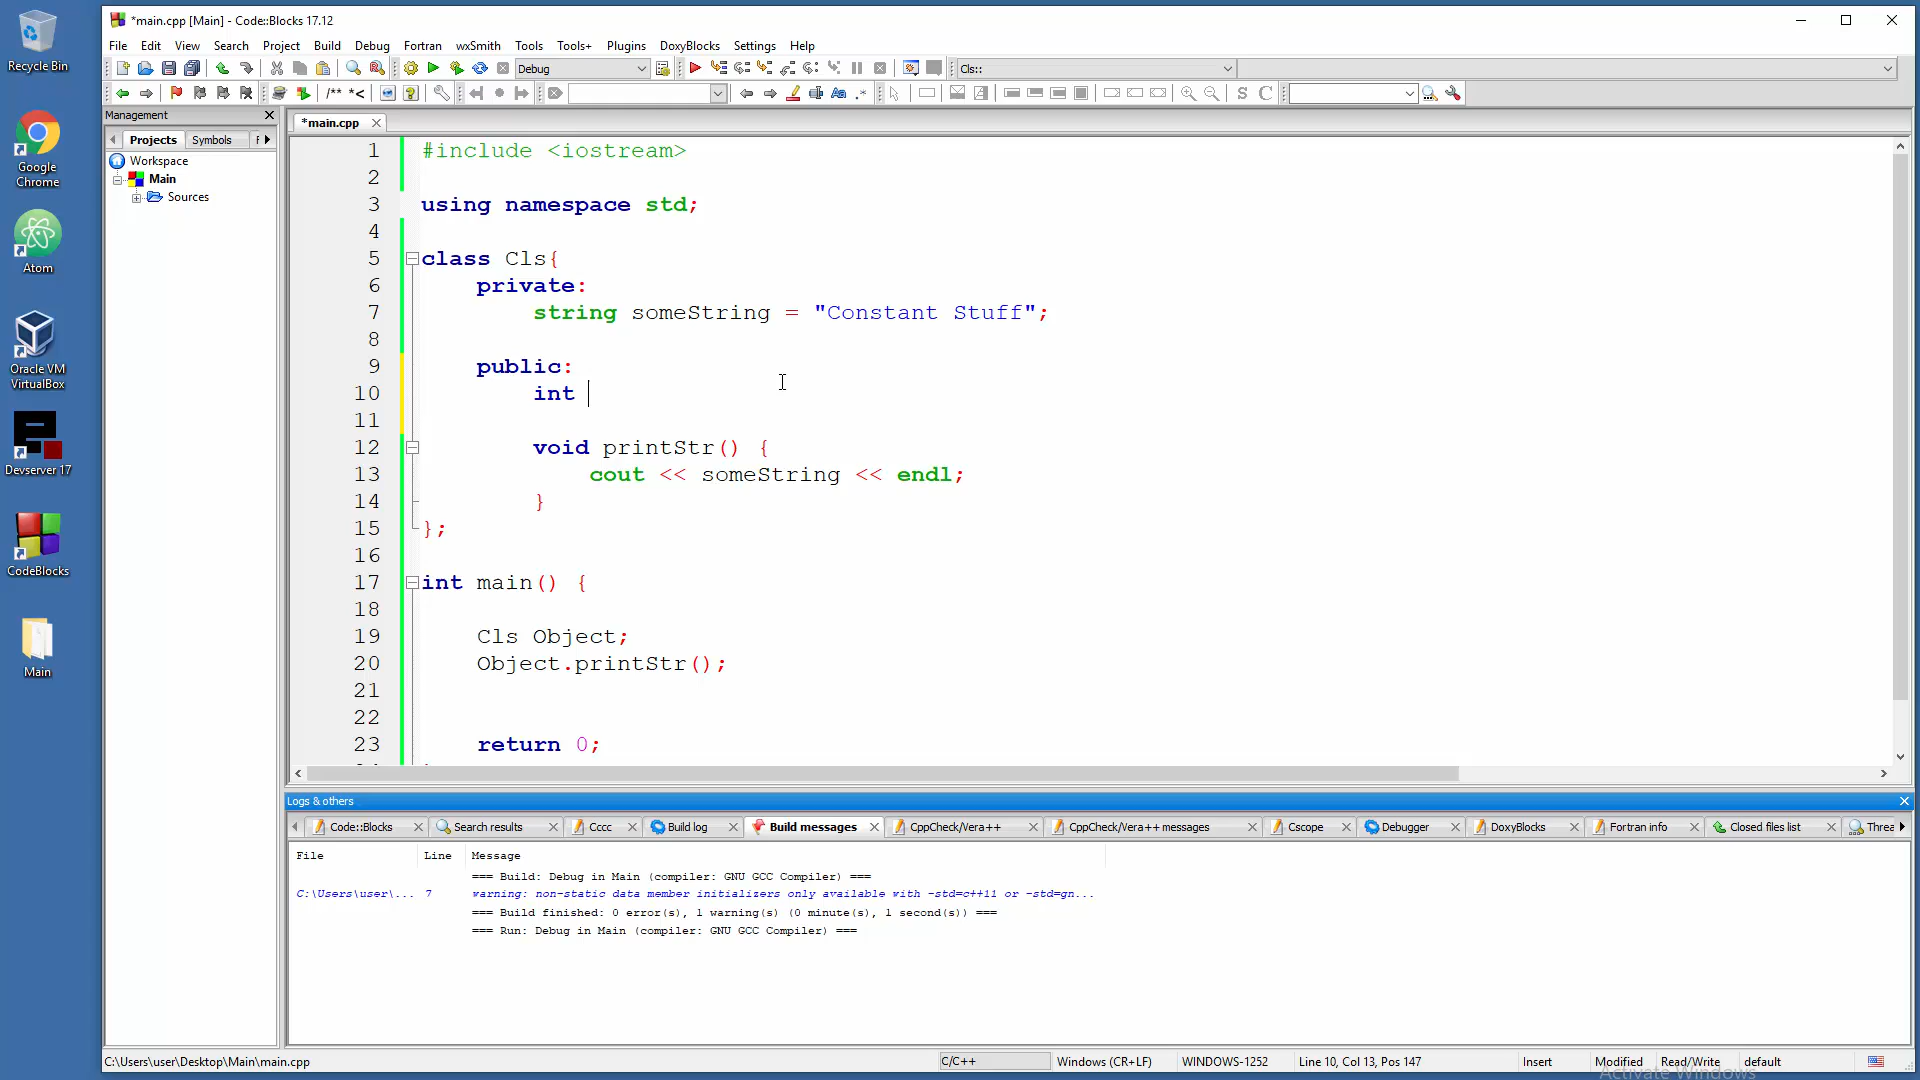 Recycle Bin
Google
Chrome
Atom
Oracle VM
VirtualBox
Devserver 17
CodeBlocks
Main
*main.cpp [Main] - Code::Blocks 17.12
File Edit View Search Project Build Debug Fortran wxSmith Tools Tools+ Plugins DoxyBlocks Settings Help
Debug
Cls::
/** *<
Aa .*
S C
Management
Projects Symbols F
Workspace
Main
Sources
*main.cpp
1 #include <iostream>
2
3 using namespace std;
4
5 class Cls{
6 private:
7 string someString = "Constant Stuff";
8
9 public:
10 int
11
12 void printStr() {
13 cout << someString << endl;
14 }
15 };
16
17 int main() {
18
19 Cls Object;
20 Object.printStr();
21
22
23 return 0;
Logs & others
Code::Blocks Search results Cccc Build log Build messages CppCheck/Vera++ CppCheck/Vera++ messages Cscope Debugger DoxyBlocks Fortran info Closed files list Threa
File Line Message
=== Build: Debug in Main (compiler: GNU GCC Compiler) ===
C:\Users\user\... 7 warning: non-static data member initializers only available with -std=c++11 or -std=gn...
=== Build finished: 0 error(s), 1 warning(s) (0 minute(s), 1 second(s)) ===
=== Run: Debug in Main (compiler: GNU GCC Compiler) ===
C:\Users\user\Desktop\Main\main.cpp C/C++ Windows (CR+LF) WINDOWS-1252 Line 10, Col 13, Pos 147 Insert Modified Read/Write default
Activate Windows